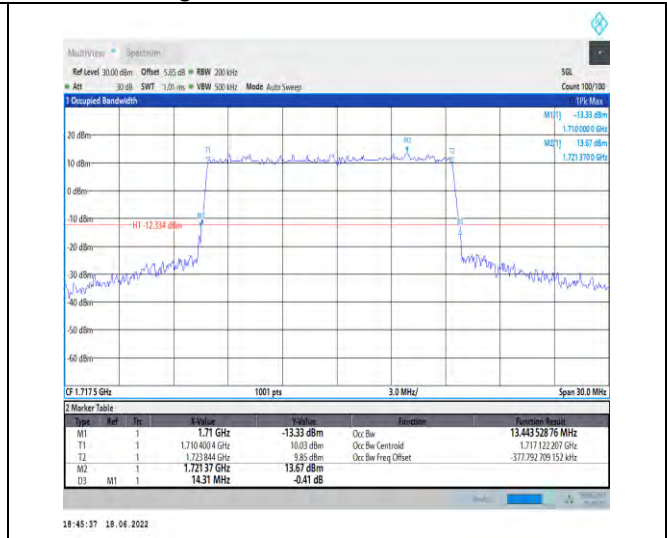 MultiView Spectrum
Ref Level 30.00 dBm Offset 5.85 dB RBW 200 kHz SGL
Att 30 dB SWT 1.01 ms VBW 500 kHz Mode Auto Sweep Count 100/100
1 Occupied Bandwidth 1Pk Max
M1[1] -13.33 dBm
1.710 000 0 GHz
M2[1] 13.67 dBm
1.721 370 0 GHz
20 dBm
T1 M2 T2
10 dBm
0 dBm
-10 dBm
H1 -12.334 dBm
-20 dBm
-30 dBm
-40 dBm
-50 dBm
-60 dBm
CF 1.717 5 GHz 1001 pts 3.0 MHz/ Span 30.0 MHz
2 Marker Table
Type Ref Trc X-Value Y-Value Function Function Result
M1 1 1.71 GHz -13.33 dBm Occ Bw 13.443 528 76 MHz
T1 1 1.710 400 4 GHz 10.03 dBm Occ Bw Centroid 1.717 122 207 GHz
T2 1 1.723 844 GHz 9.85 dBm Occ Bw Freq Offset -377.792 709 152 kHz
M2 1 1.721 37 GHz 13.67 dBm
D3 M1 1 14.31 MHz -0.41 dB
18:45:37 18.06.2022